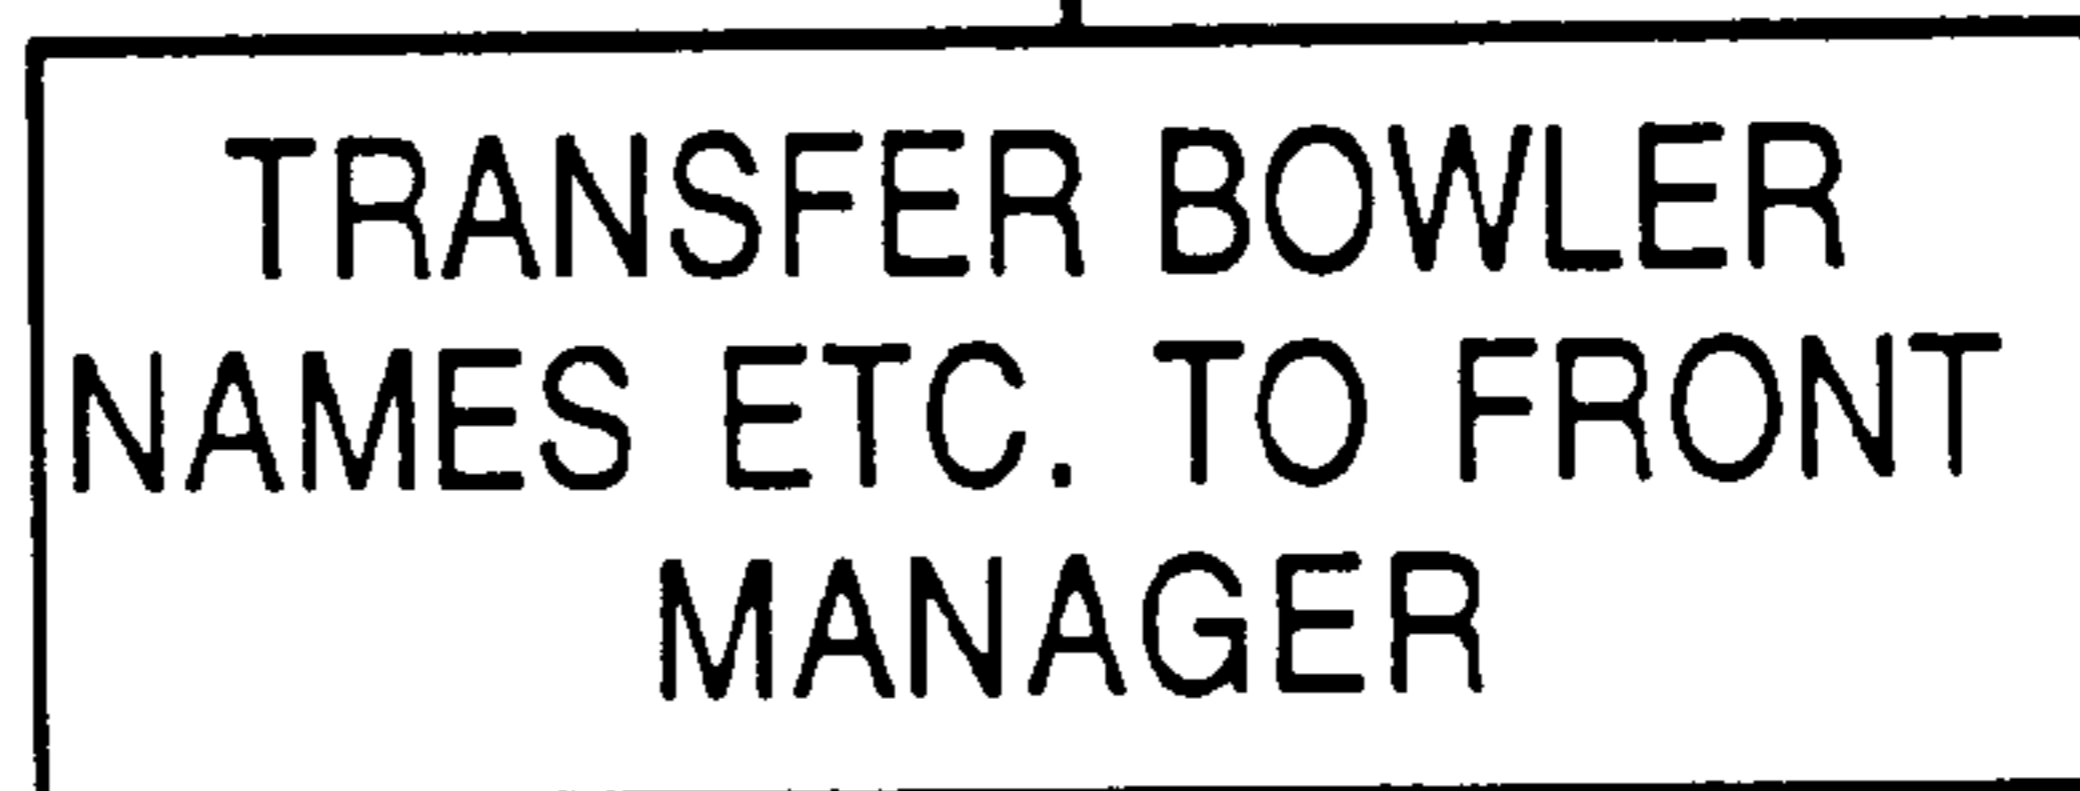 TRANSFER BOWLER
NAMES ETC. TO FRONT
MANAGER